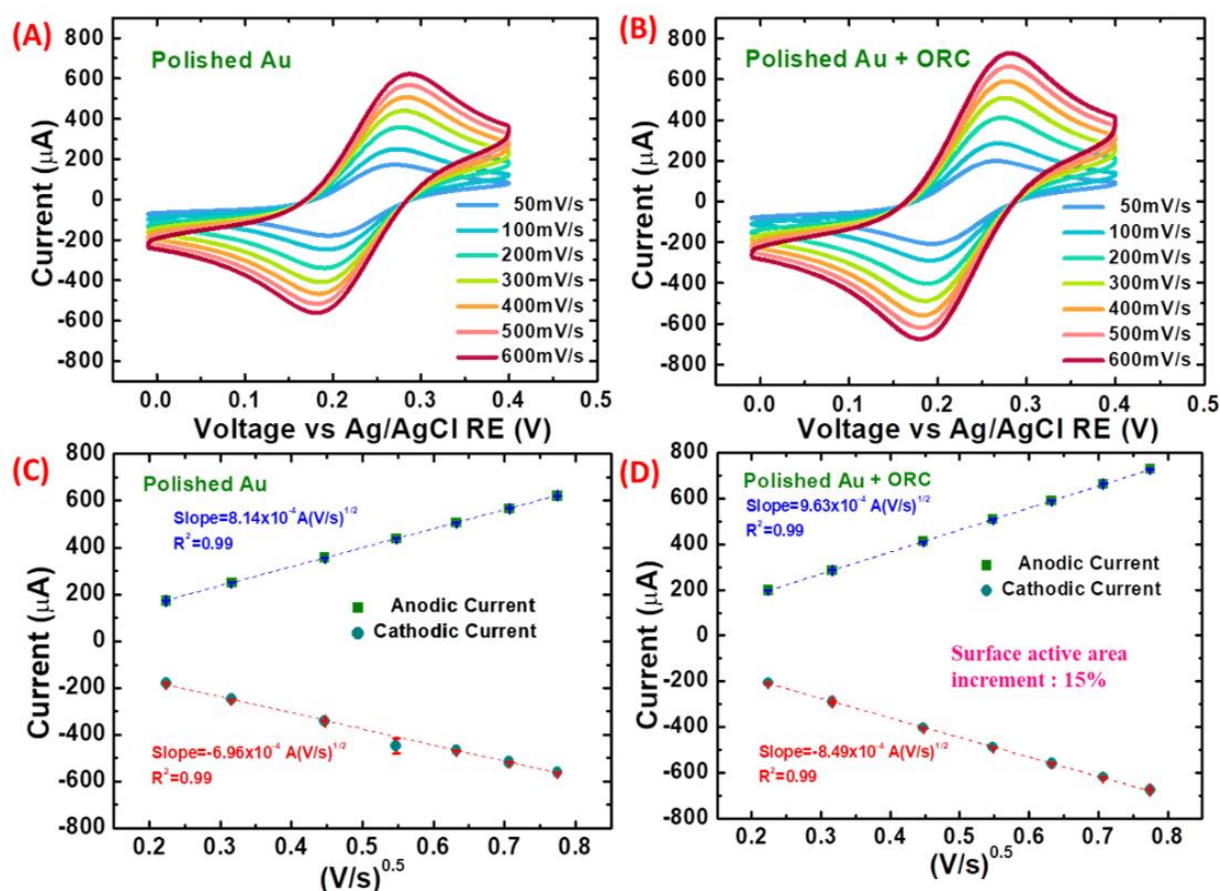 (A)
Polished Au
800
600
400
200
0
-200
-400
-600
-800
Current (μA)
50mV/s
100mV/s
200mV/s
300mV/s
400mV/s
500mV/s
600mV/s
0.0 0.1 0.2 0.3 0.4 0.5
Voltage vs Ag/AgCl RE (V)
(B)
Polished Au + ORC
800
600
400
200
0
-200
-400
-600
-800
Current (μA)
50mV/s
100mV/s
200mV/s
300mV/s
400mV/s
500mV/s
600mV/s
0.0 0.1 0.2 0.3 0.4 0.5
Voltage vs Ag/AgCl RE (V)
(C)
Polished Au
Slope=8.14x10⁻⁴ A(V/s)¹/²
R²=0.99
Anodic Current
Cathodic Current
Slope=-6.96x10⁻⁴ A(V/s)¹/²
R²=0.99
800
600
400
200
0
-200
-400
-600
-800
Current (μA)
0.2 0.3 0.4 0.5 0.6 0.7 0.8
(V/s)⁰·⁵
(D)
Polished Au + ORC
Slope=9.63x10⁻⁴ A(V/s)¹/²
R²=0.99
Anodic Current
Cathodic Current
Surface active area
increment : 15%
Slope=-8.49x10⁻⁴ A(V/s)¹/²
R²=0.99
800
600
400
200
0
-200
-400
-600
-800
Current (μA)
0.2 0.3 0.4 0.5 0.6 0.7 0.8
(V/s)⁰·⁵